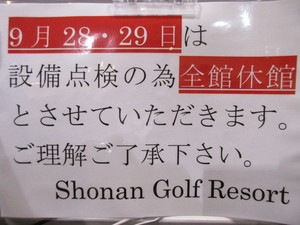 9月28・29日は
設備点検の為全館休館
とさせていただきます。
ご理解ご了承下さい。
Shonan Golf Resort